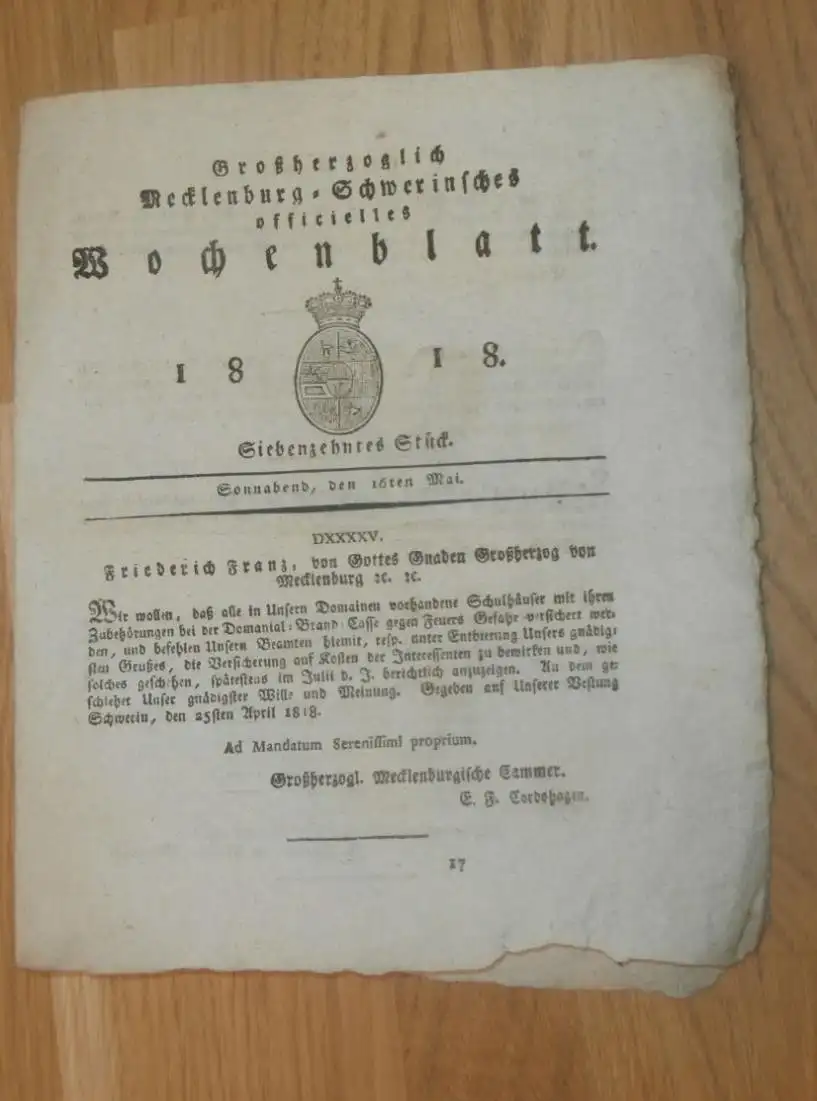 Großherzoglich
Mecklenburg-Schwerinsches
officielles
Wochenblatt.
1818.
Siebenzehntes Stück.
Sonnabend, den 16ten Mai.
DXXXXV.
Friederich Franz, von Gottes Gnaden Großherzog von
Mecklenburg ꝛc. ꝛc.
Wir wollen, daß alle in Unsern Domainen vorhandene Schulhäuser mit ihren
Zubehörungen bei der Domanial-Brand-Casse gegen Feuers Gefahr versichert wer-
den, und befehlen Unsern Beamten hiemit, resp. unter Entbietung Unsers gnädig-
sten Grußes, die Versicherung auf Kosten der Interessenten zu bewirken und, wie
solches geschehen, spätestens im Julii d. J. berichtlich anzuzeigen. An dem ge-
schiehet Unser gnädigster Wille und Meinung. Gegeben auf Unserer Vestung
Schwerin, den 25sten April 1818.
Ad Mandatum Serenissimi proprium.
Großherzogl. Mecklenburgische Cammer.
E. F. Cordshagen.
17